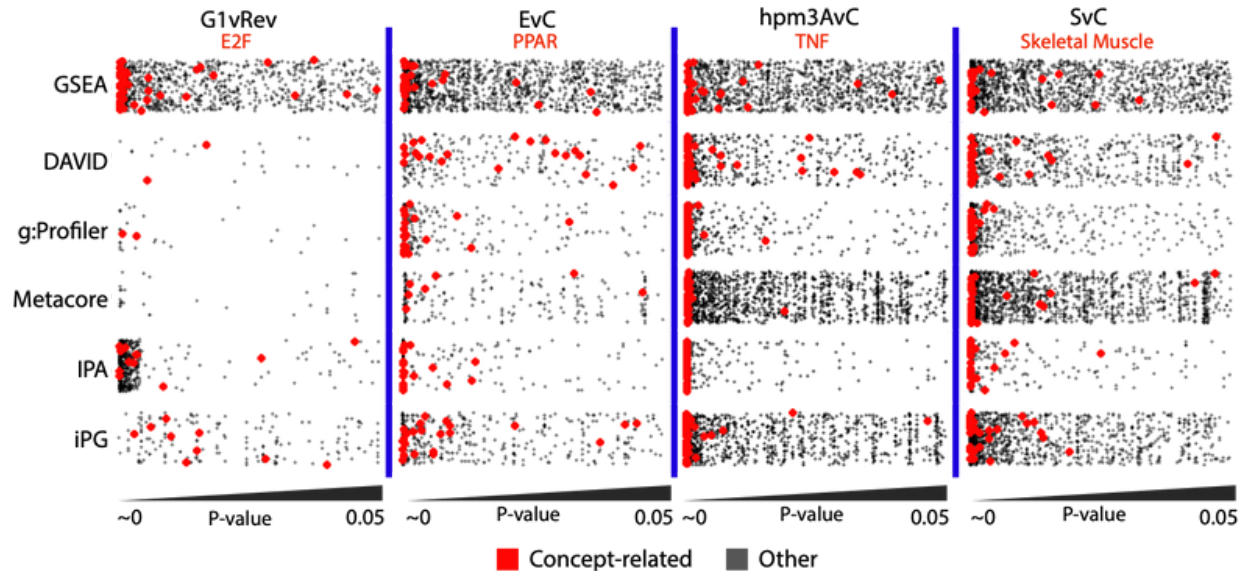 G1vRev EvC hpm3AvC SvC
E2F PPAR TNF Skeletal Muscle
GSEA
DAVID
g:Profiler
Metacore
IPA
iPG
~0 P-value 0.05 ~0 P-value 0.05 ~0 P-value 0.05 ~0 P-value 0.05
Concept-related Other